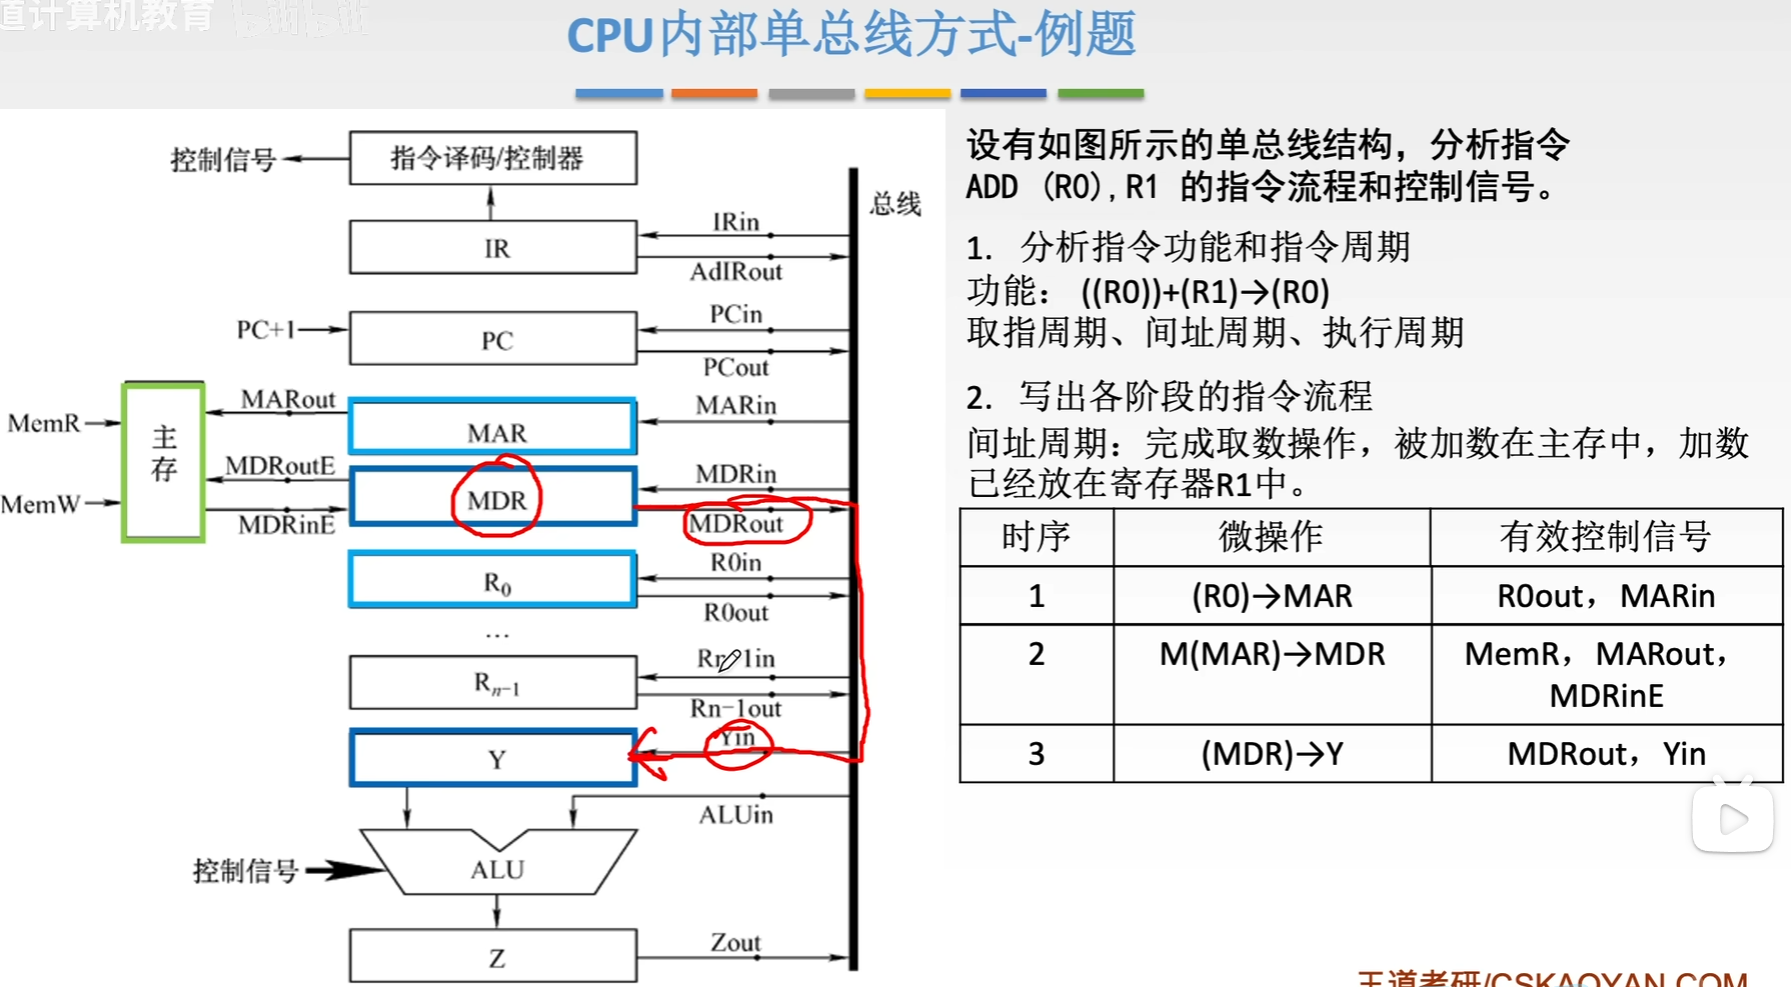 道计算机教育 bilibili
CPU内部单总线方式-例题
控制信号
指令译码/控制器
总线
IR
IRin
AdIRout
PC+1
PC
PCin
PCout
MemR
MemW
主存
MARout
MAR
MARin
MDRoutE
MDRinE
MDR
MDRin
MDRout
R0
R0in
R0out
...
Rn-1
Rn-1out
Y
Yin
ALUin
控制信号
ALU
Z
Zout
设有如图所示的单总线结构，分析指令
ADD (R0),R1 的指令流程和控制信号。
1. 分析指令功能和指令周期
功能： ((R0))+(R1)→(R0)
取指周期、间址周期、执行周期
2. 写出各阶段的指令流程
间址周期：完成取数操作，被加数在主存中，加数
已经放在寄存器R1中。
时序 微操作 有效控制信号
1 (R0)→MAR R0out，MARin
2 M(MAR)→MDR MemR，MARout，
MDRinE
3 (MDR)→Y MDRout，Yin
王道考研/CSKAOYAN.COM